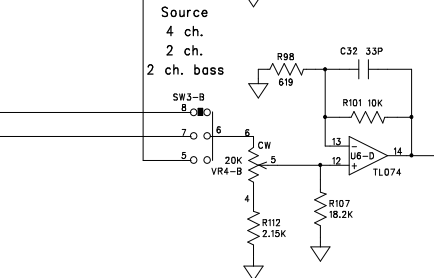 Source
4 ch.
2 ch.
2 ch. bass
SW3-B
8
7
6
5
6
CW
20K
VR4-B
5
4
R112
2.15K
R98
619
C32 33P
R101 10K
13
12
14
U6-D
TL074
R107
18.2K